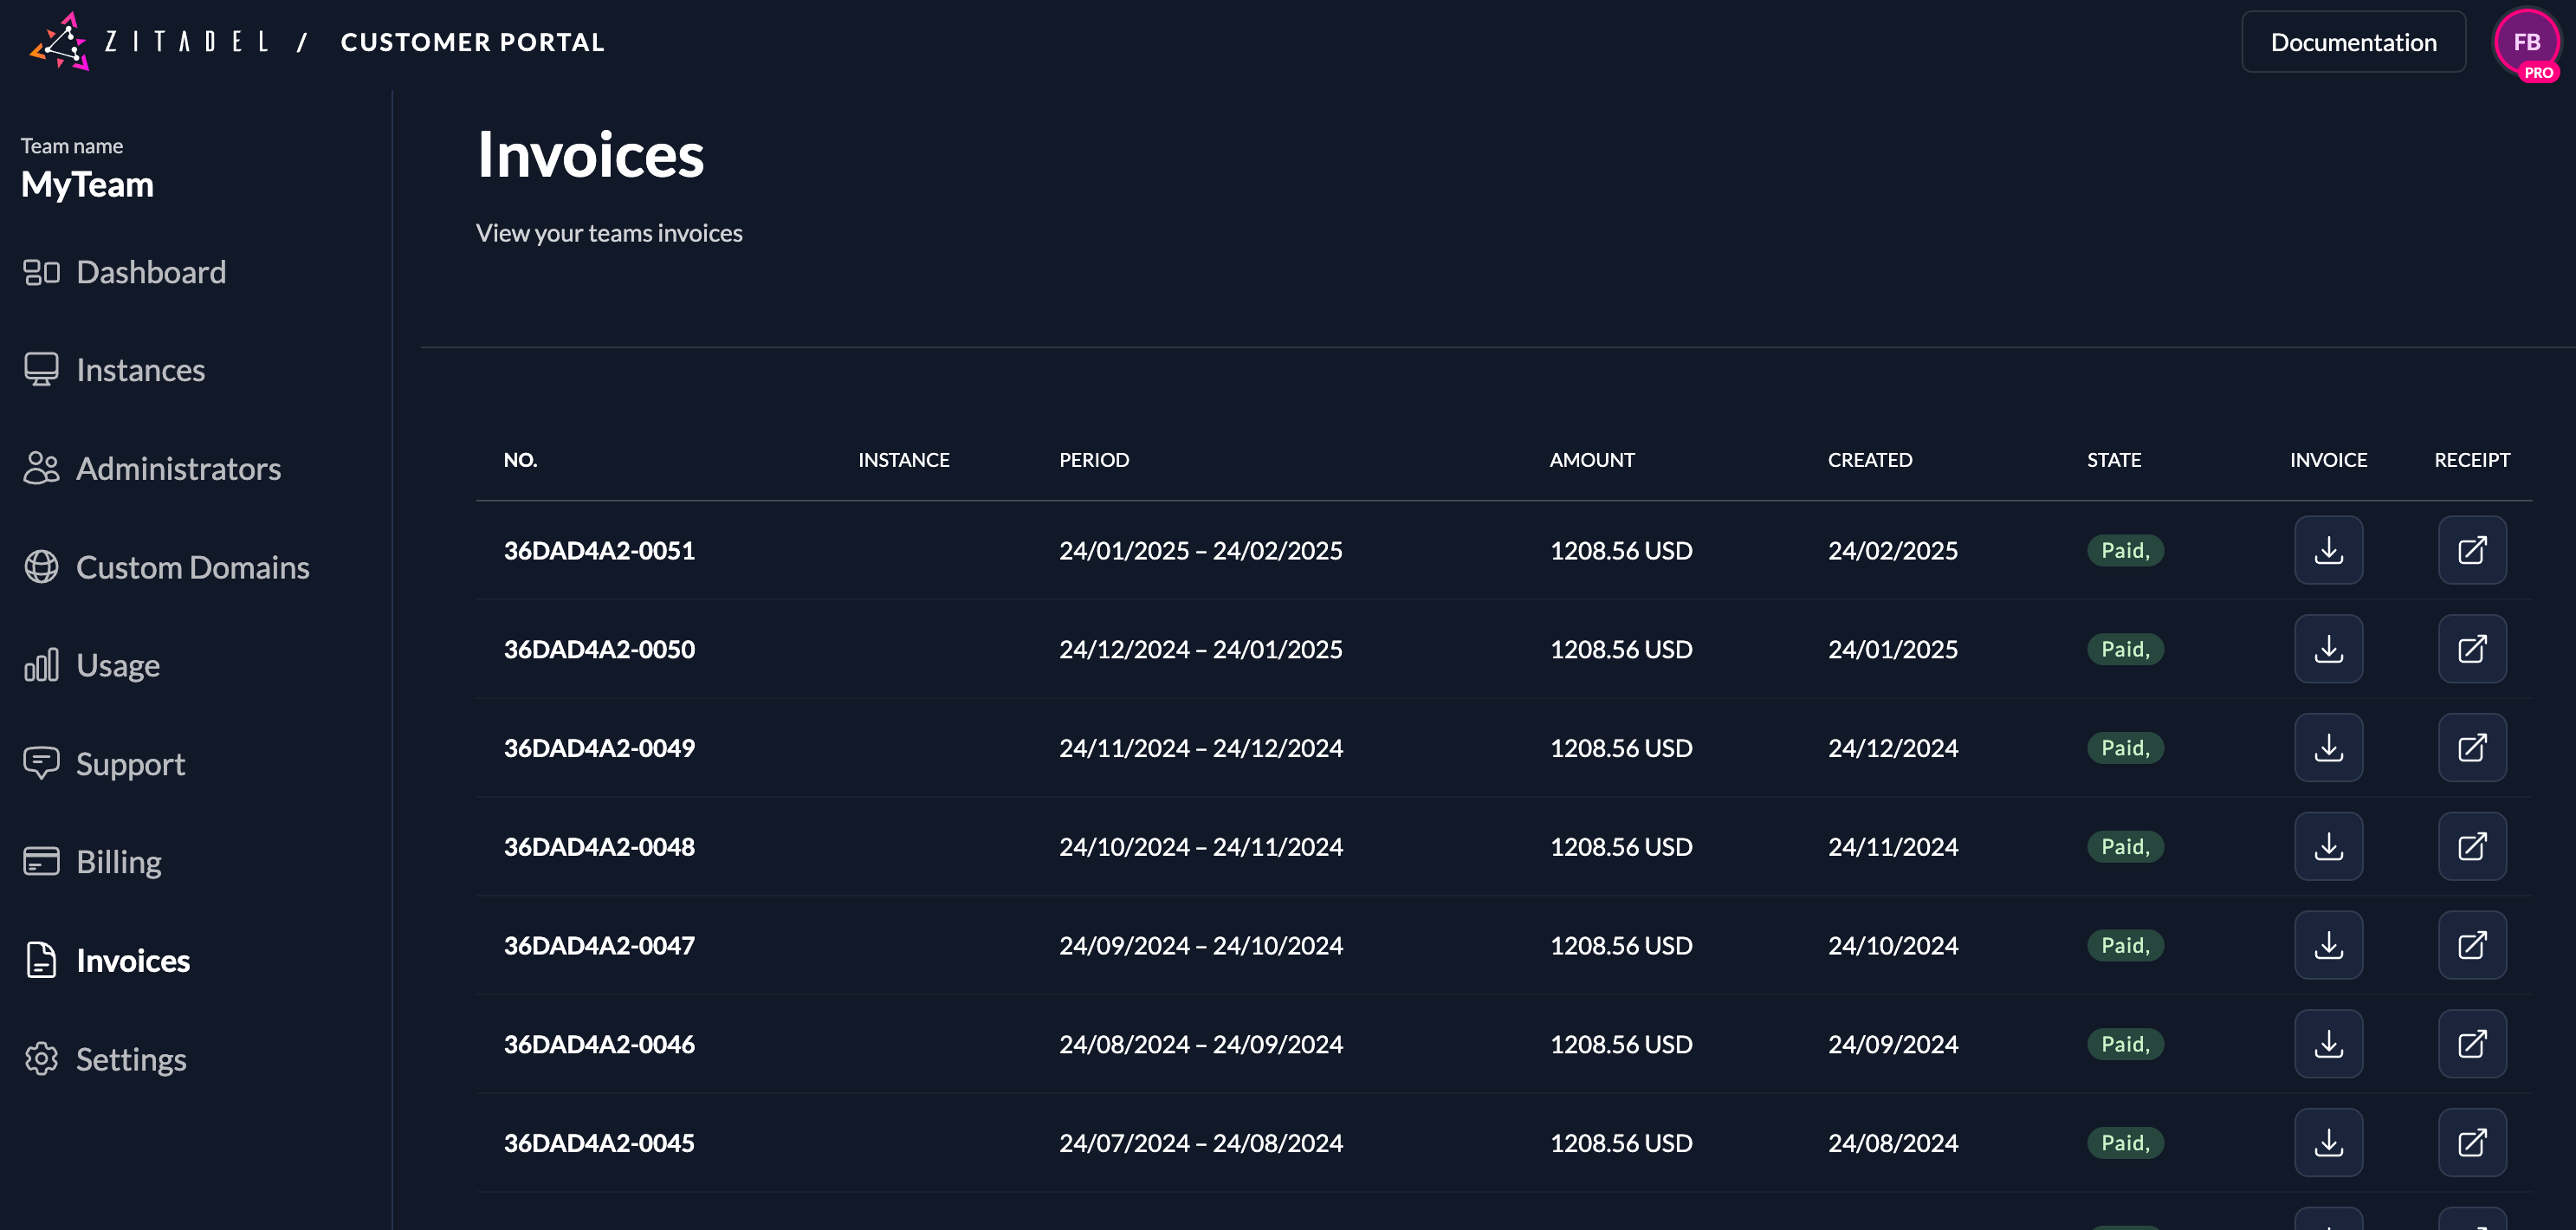 ZITADEL / CUSTOMER PORTAL
Documentation
FB
PRO
Team name
MyTeam
Dashboard
Instances
Administrators
Custom Domains
Usage
Support
Billing
Invoices
Settings
Invoices
View your teams invoices
NO. INSTANCE PERIOD AMOUNT CREATED STATE INVOICE RECEIPT
36DAD4A2-0051 24/01/2025 – 24/02/2025 1208.56 USD 24/02/2025 Paid,
36DAD4A2-0050 24/12/2024 – 24/01/2025 1208.56 USD 24/01/2025 Paid,
36DAD4A2-0049 24/11/2024 – 24/12/2024 1208.56 USD 24/12/2024 Paid,
36DAD4A2-0048 24/10/2024 – 24/11/2024 1208.56 USD 24/11/2024 Paid,
36DAD4A2-0047 24/09/2024 – 24/10/2024 1208.56 USD 24/10/2024 Paid,
36DAD4A2-0046 24/08/2024 – 24/09/2024 1208.56 USD 24/09/2024 Paid,
36DAD4A2-0045 24/07/2024 – 24/08/2024 1208.56 USD 24/08/2024 Paid,